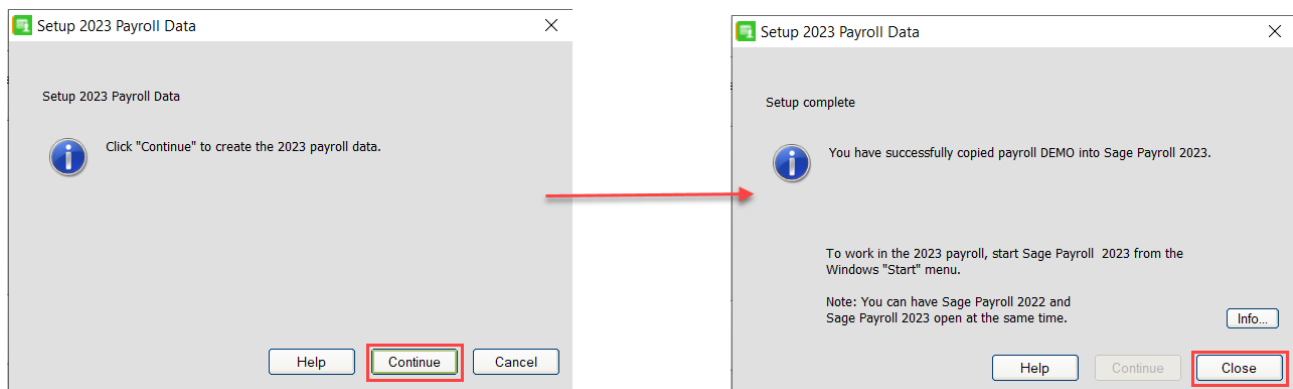 Setup 2023 Payroll Data
Setup 2023 Payroll Data
Click "Continue" to create the 2023 payroll data.
Help
Continue
Cancel
Setup 2023 Payroll Data
Setup complete
You have successfully copied payroll DEMO into Sage Payroll 2023.
To work in the 2023 payroll, start Sage Payroll 2023 from the
Windows "Start" menu.
Note: You can have Sage Payroll 2022 and
Sage Payroll 2023 open at the same time.
Info...
Help
Continue
Close